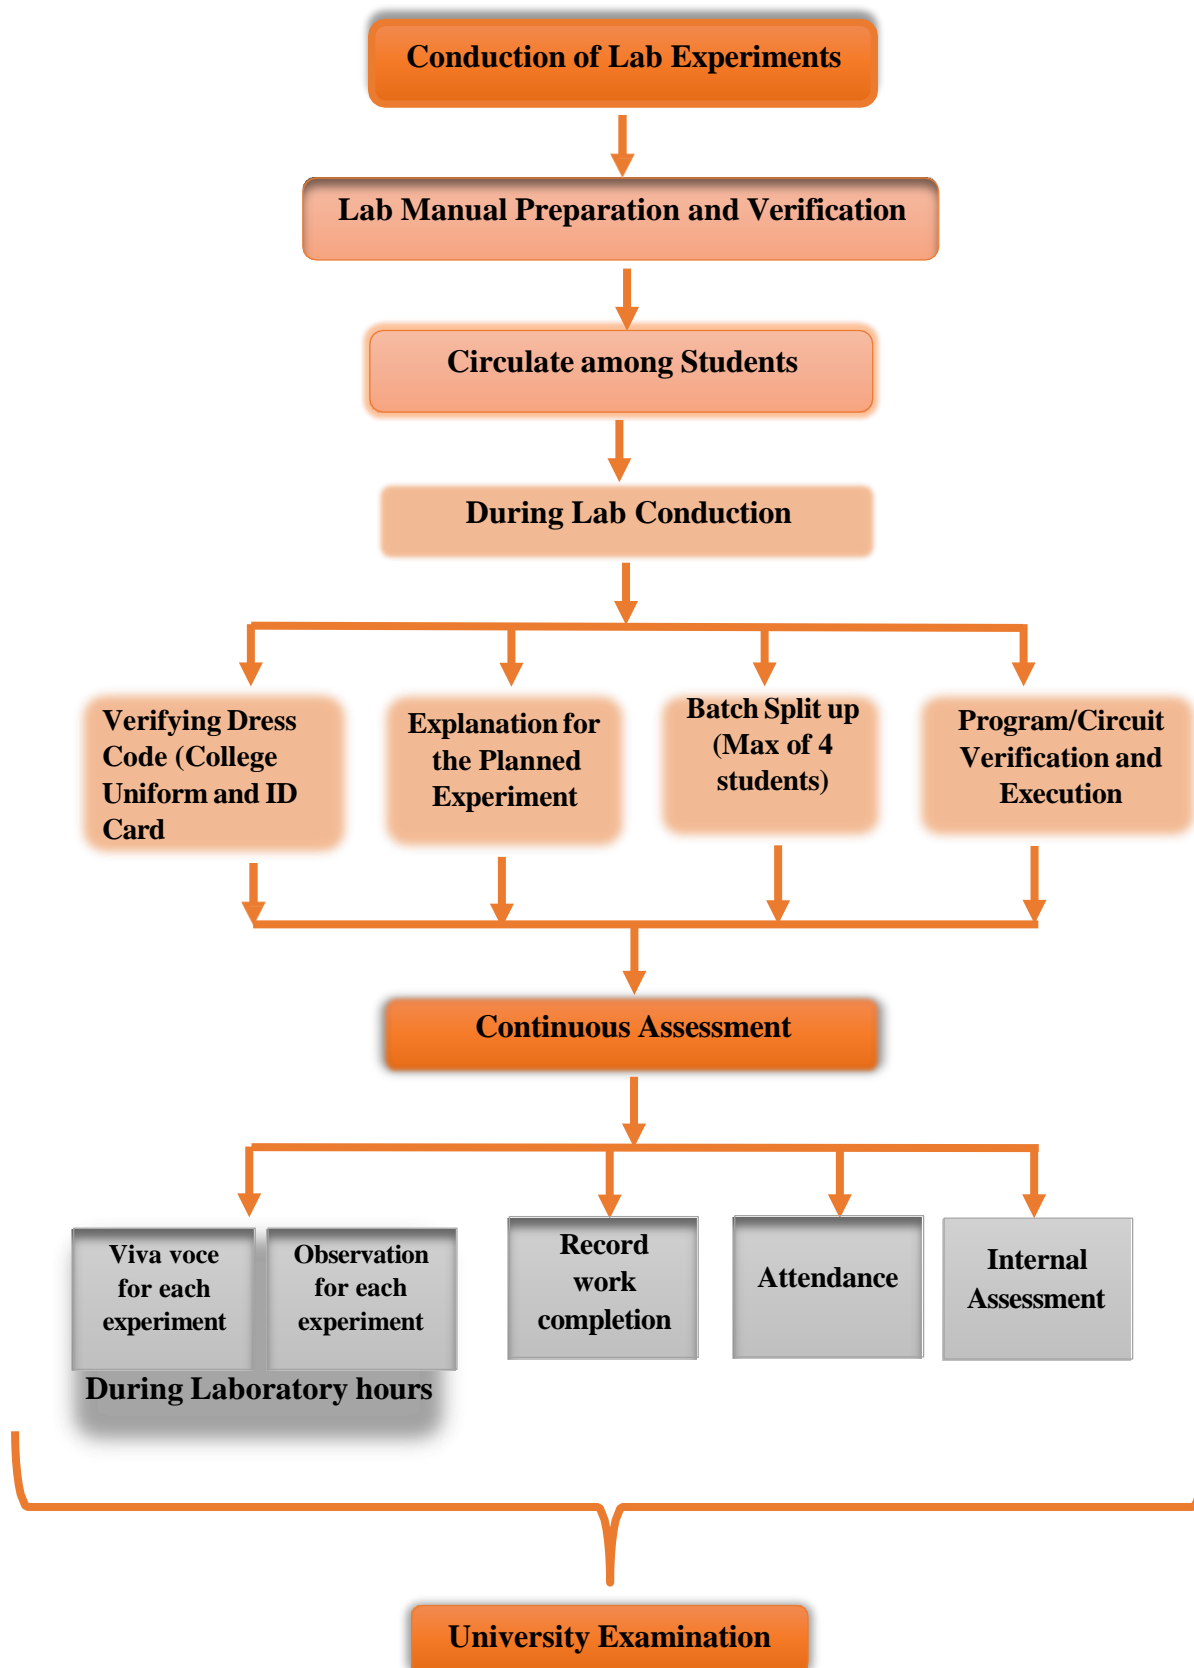 Conduction of Lab Experiments
Lab Manual Preparation and Verification
Circulate among Students
During Lab Conduction
Verifying Dress
Code (College
Uniform and ID
Card
Explanation for
the Planned
Experiment
Batch Split up
(Max of 4
students)
Program/Circuit
Verification and
Execution
Continuous Assessment
Viva voce
for each
experiment
Observation
for each
experiment
During Laboratory hours
Record
work
completion
Attendance
Internal
Assessment
University Examination